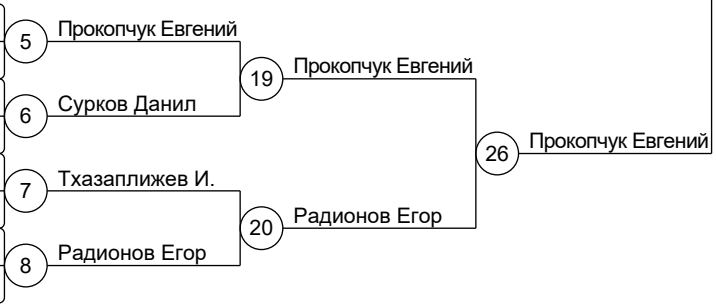 5 Прокопчук Евгений
19 Прокопчук Евгений
6 Сурков Данил
26 Прокопчук Евгений
7 Тхазаплижев И.
20 Радионов Егор
8 Радионов Егор